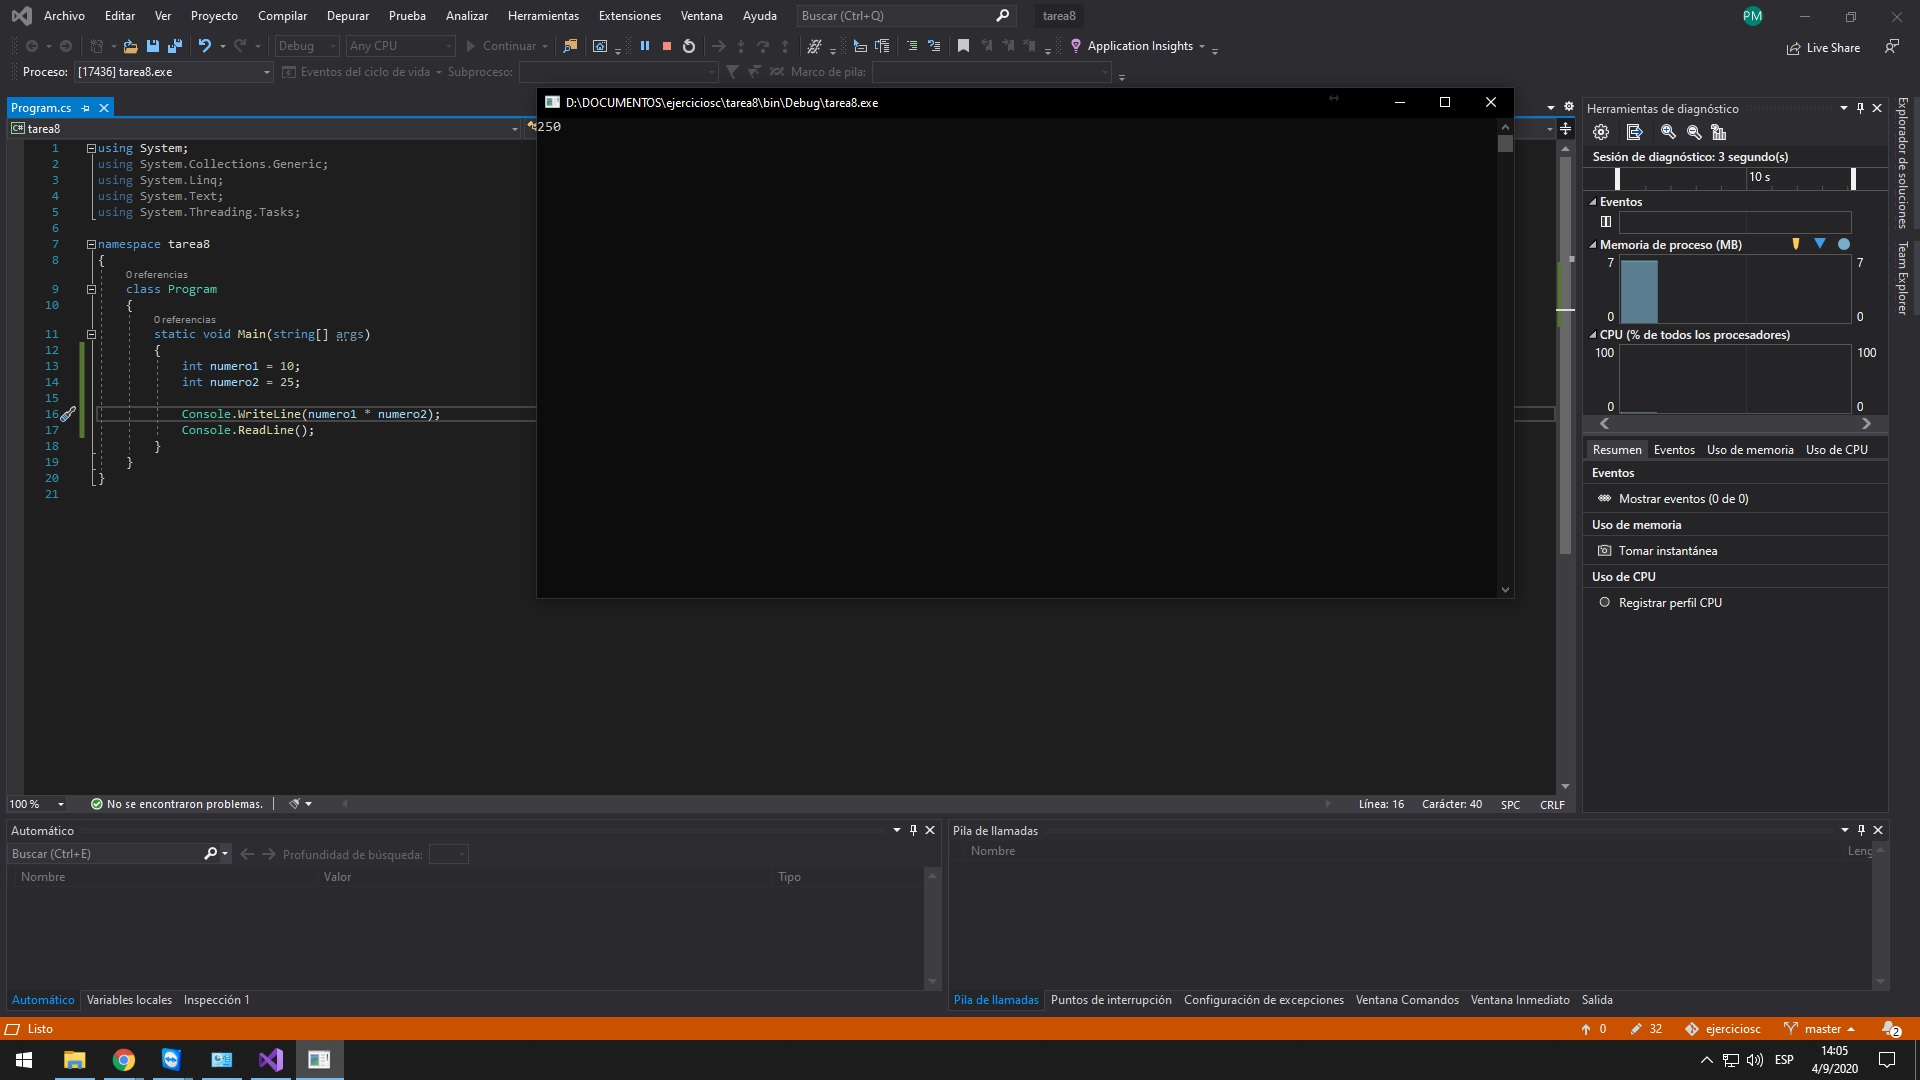 Archivo Editar Ver Proyecto Compilar Depurar Prueba Analizar Herramientas Extensiones Ventana Ayuda Buscar (Ctrl+Q) tarea8 PM
Debug Any CPU Continuar Application Insights Live Share
Proceso: [17436] tarea8.exe Eventos del ciclo de vida Subproceso: Marco de pila:
Program.cs
C# tarea8
1 using System;
2 using System.Collections.Generic;
3 using System.Linq;
4 using System.Text;
5 using System.Threading.Tasks;
6
7 namespace tarea8
8 {
0 referencias
9 class Program
10 {
0 referencias
11 static void Main(string[] args)
12 {
13 int numero1 = 10;
14 int numero2 = 25;
15
16 Console.WriteLine(numero1 * numero2);
17 Console.ReadLine();
18 }
19 }
20 }
21
D:\DOCUMENTOS\ejerciciosc\tarea8\bin\Debug\tarea8.exe
250
Herramientas de diagnóstico
Sesión de diagnóstico: 3 segundo(s)
10 s
Eventos
Memoria de proceso (MB)
7 7
0 0
CPU (% de todos los procesadores)
100 100
0 0
Resumen Eventos Uso de memoria Uso de CPU
Eventos
Mostrar eventos (0 de 0)
Uso de memoria
Tomar instantánea
Uso de CPU
Registrar perfil CPU
Explorador de soluciones
Team Explorer
100 % No se encontraron problemas. Línea: 16 Carácter: 40 SPC CRLF
Automático
Buscar (Ctrl+E) Profundidad de búsqueda:
Nombre Valor Tipo
Automático Variables locales Inspección 1
Pila de llamadas
Nombre Leng
Pila de llamadas Puntos de interrupción Configuración de excepciones Ventana Comandos Ventana Inmediato Salida
Listo 0 32 ejerciciosc master 2
ESP 14:05
4/9/2020